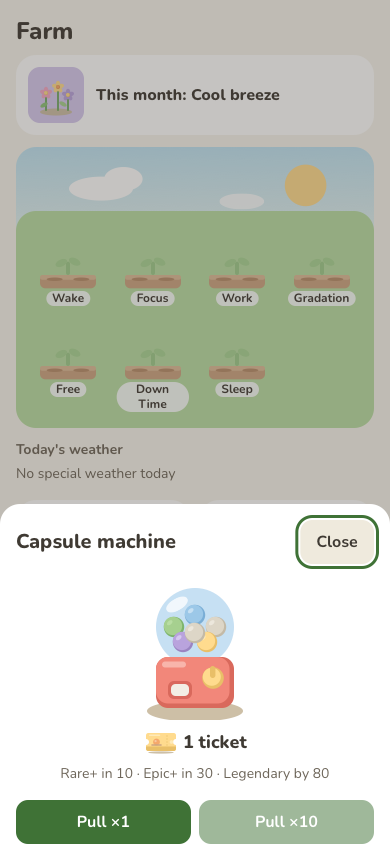 Farm
This month: Cool breeze
Wake
Focus
Work
Gradation
Free
Down
Time
Sleep
Today's weather
No special weather today
Capsule machine
Close
1 ticket
Rare+ in 10 · Epic+ in 30 · Legendary by 80
Pull ×1
Pull ×10